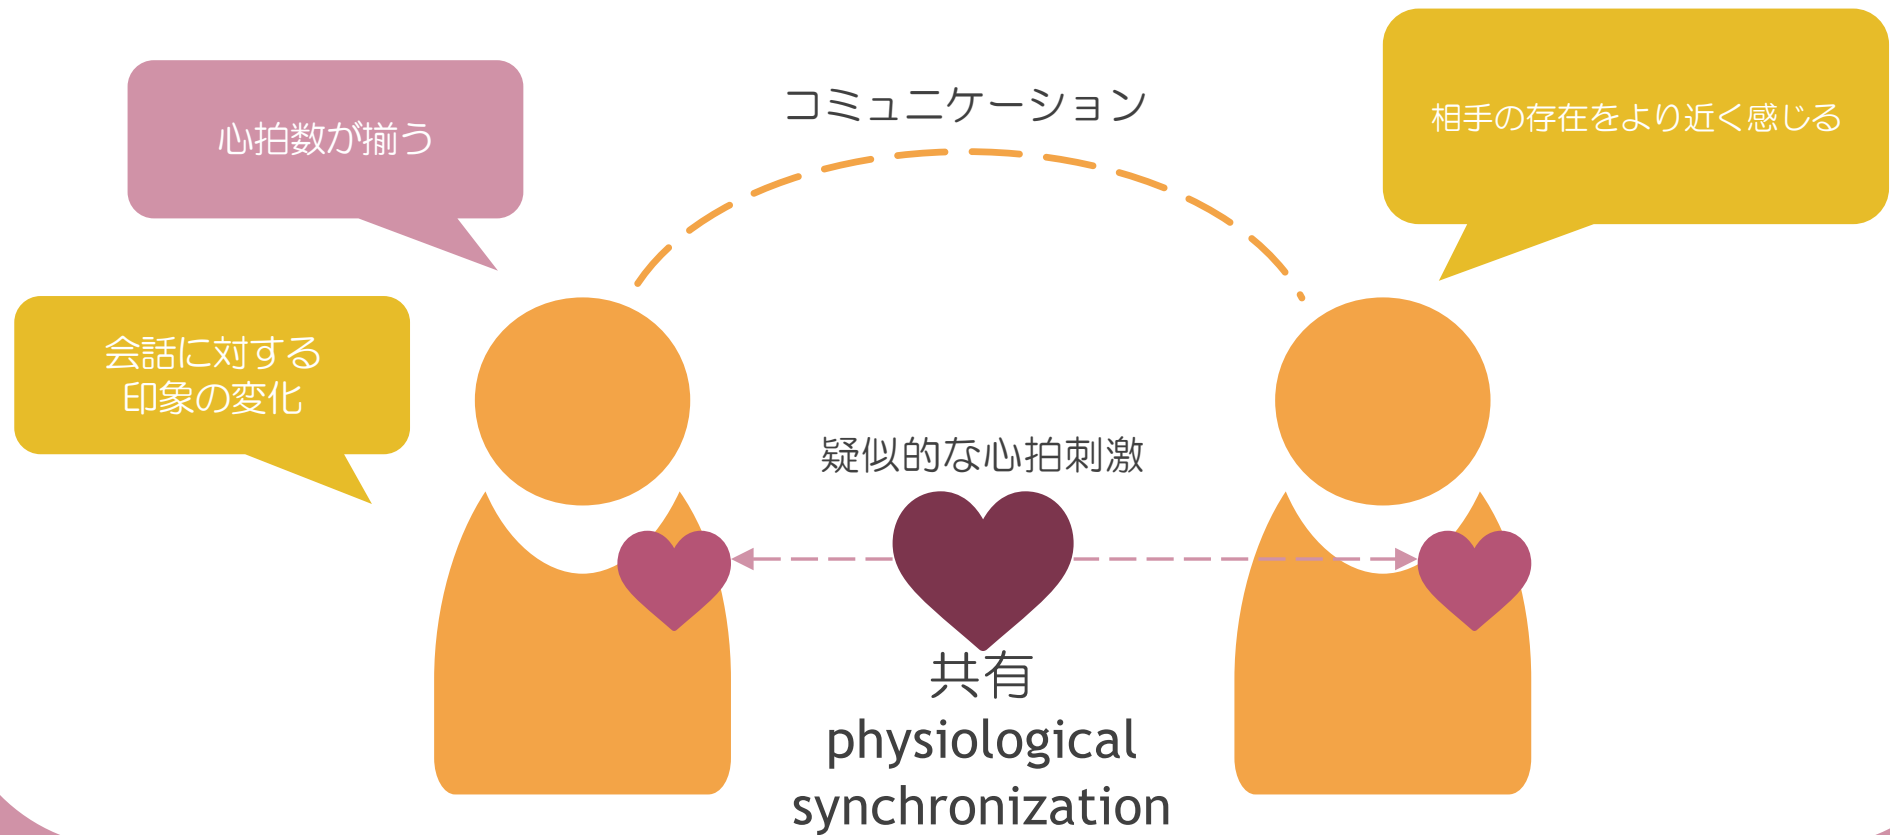 コミュニケーション
心拍数が揃う
相手の存在をより近く感じる
会話に対する
印象の変化
疑似的な心拍刺激
共有
physiological
synchronization